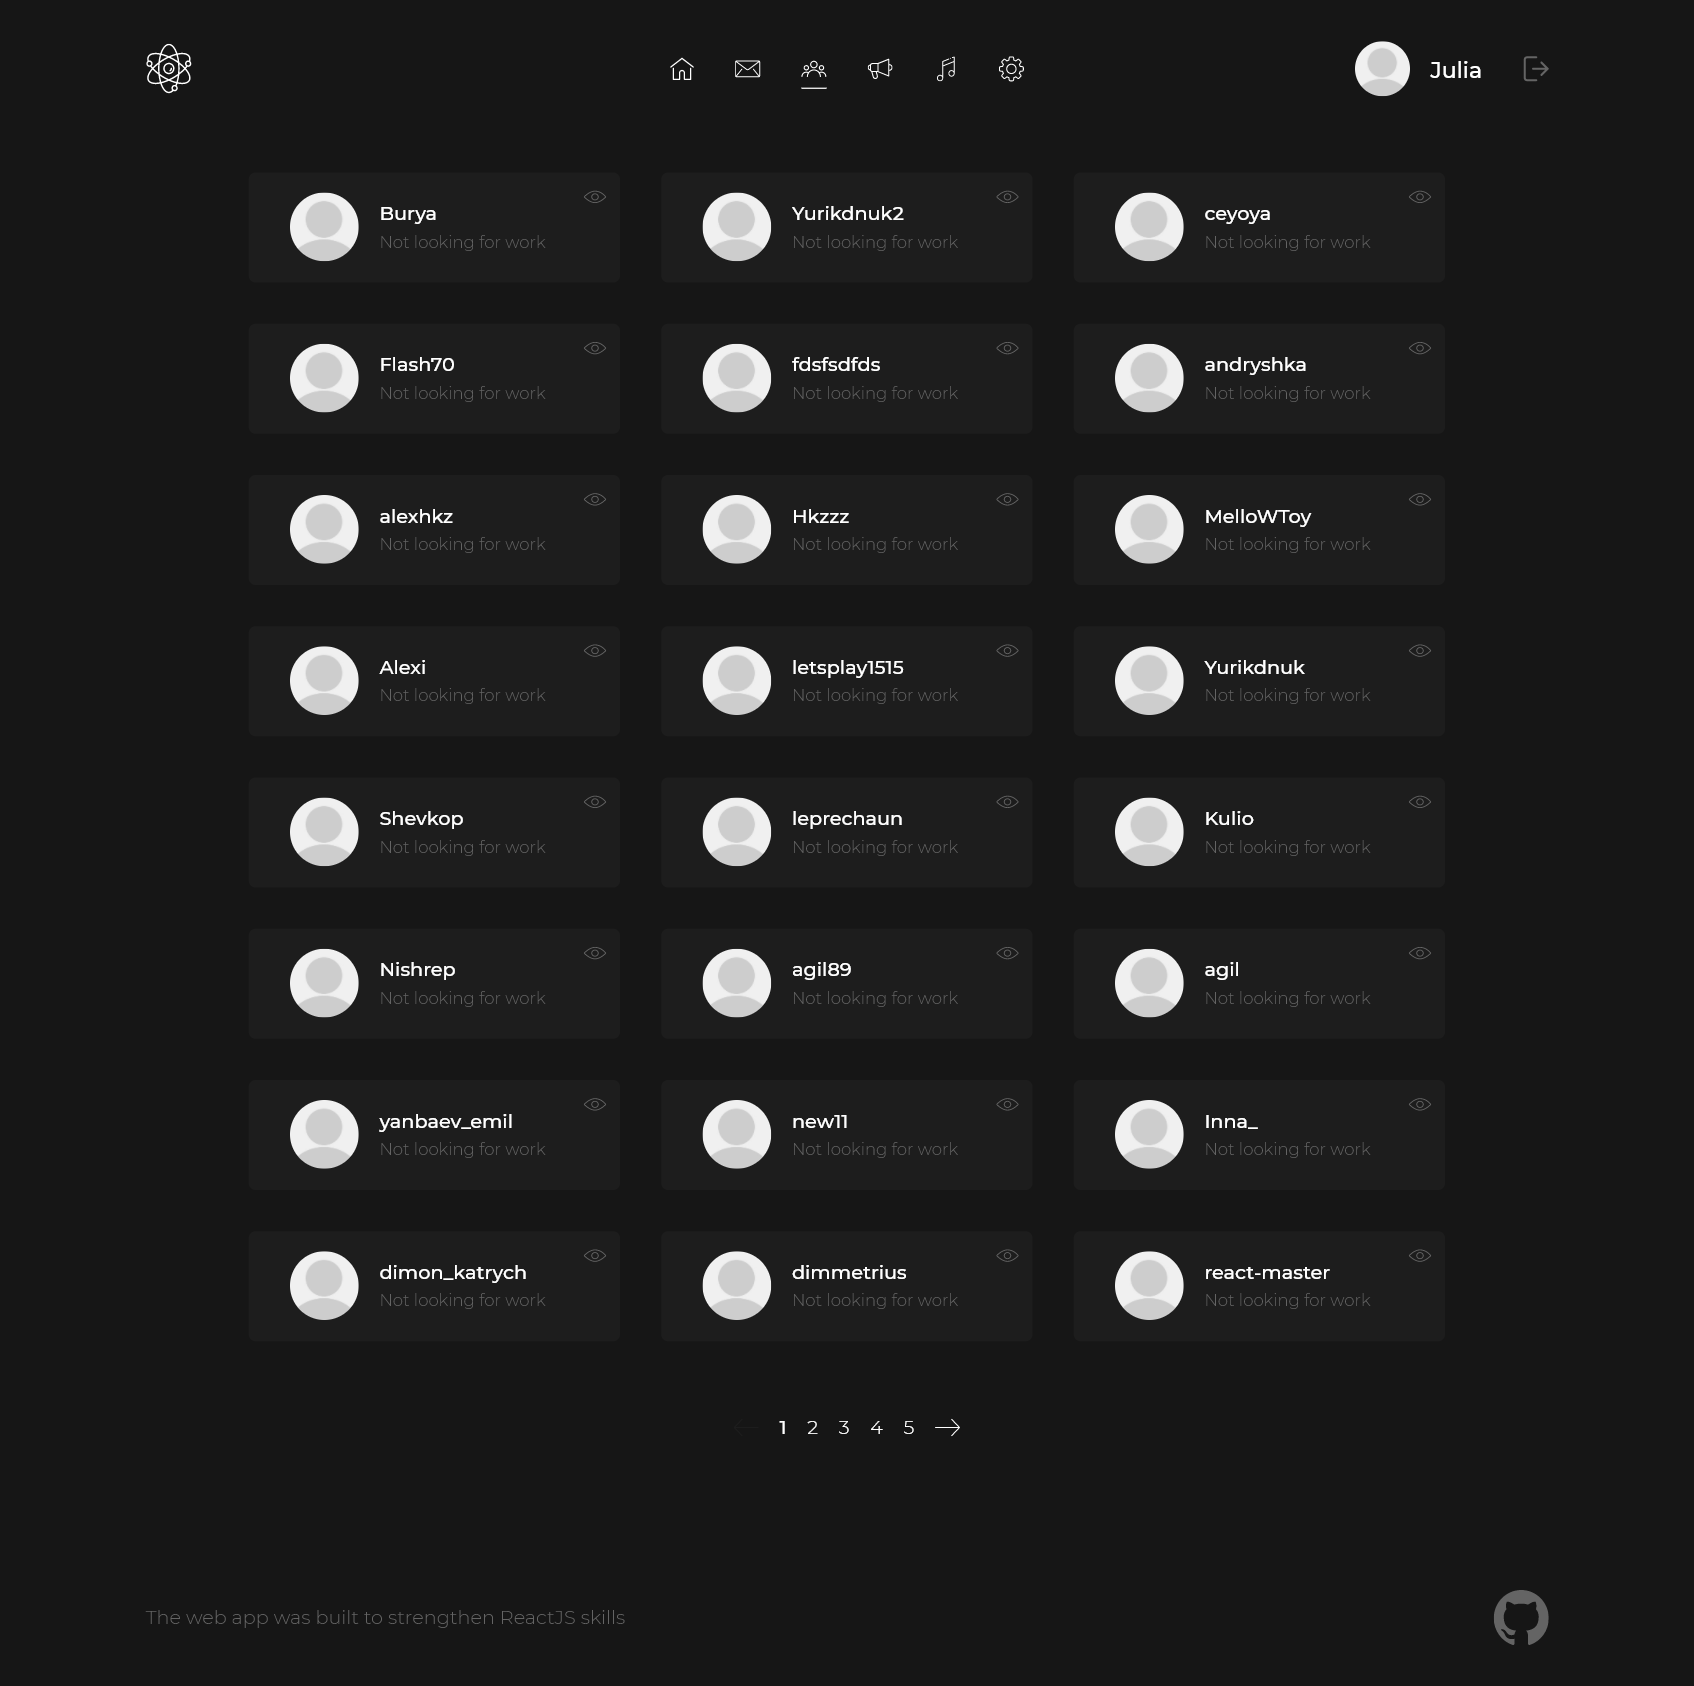 Julia
Burya
Not looking for work
Yurikdnuk2
Not looking for work
ceyoya
Not looking for work
Flash70
Not looking for work
fdsfsdfds
Not looking for work
andryshka
Not looking for work
alexhkz
Not looking for work
Hkzzz
Not looking for work
MelloWToy
Not looking for work
Alexi
Not looking for work
letsplay1515
Not looking for work
Yurikdnuk
Not looking for work
Shevkop
Not looking for work
leprechaun
Not looking for work
Kulio
Not looking for work
Nishrep
Not looking for work
agil89
Not looking for work
agil
Not looking for work
yanbaev_emil
Not looking for work
new11
Not looking for work
Inna_
Not looking for work
dimon_katrych
Not looking for work
dimmetrius
Not looking for work
react-master
Not looking for work
1 2 3 4 5
The web app was built to strengthen ReactJS skills